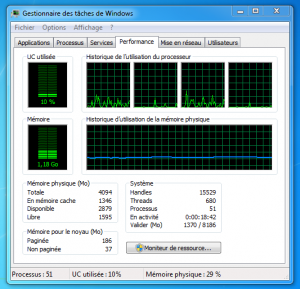 Gestionnaire des tâches de Windows
Fichier Options Affichage ?
Applications Processus Services Performance Mise en réseau Utilisateurs
UC utilisée
Historique de l'utilisation du processeur
10 %
Mémoire
Historique d'utilisation de la mémoire physique
1,18 Go
Mémoire physique (Mo)
Totale 4094
En mémoire cache 1346
Disponible 2879
Libre 1595
Système
Handles 15529
Threads 680
Processus 51
En activité 0:00:18:42
Valider (Mo) 1370 / 8186
Mémoire pour le noyau (Mo)
Paginée 186
Non paginée 37
Moniteur de ressource...
Processus : 51 UC utilisée : 10% Mémoire physique : 29 %